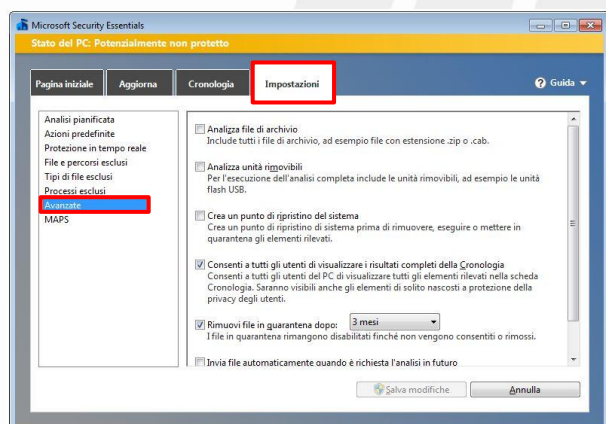 Microsoft Security Essentials
Stato del PC: Potenzialmente non protetto
Pagina iniziale
Aggiorna
Cronologia
Impostazioni
Guida
Analisi pianificata
Azioni predefinite
Protezione in tempo reale
File e percorsi esclusi
Tipi di file esclusi
Processi esclusi
Avanzate
MAPS
Analizza file di archivio
Include tutti i file di archivio, ad esempio file con estensione .zip o .cab.
Analizza unità rimovibili
Per l'esecuzione dell'analisi completa include le unità rimovibili, ad esempio le unità
flash USB.
Crea un punto di ripristino del sistema
Crea un punto di ripristino di sistema prima di rimuovere, eseguire o mettere in
quarantena gli elementi rilevati.
Consenti a tutti gli utenti di visualizzare i risultati completi della Cronologia
Consenti a tutti gli utenti del PC di visualizzare tutti gli elementi rilevati nella scheda
Cronologia. Saranno visibili anche gli elementi di solito nascosti a protezione della
privacy degli utenti.
Rimuovi file in quarantena dopo: 3 mesi
I file in quarantena rimangono disabilitati finché non vengono consentiti o rimossi.
Invia file automaticamente quando è richiesta l'analisi in futuro
Salva modifiche
Annulla